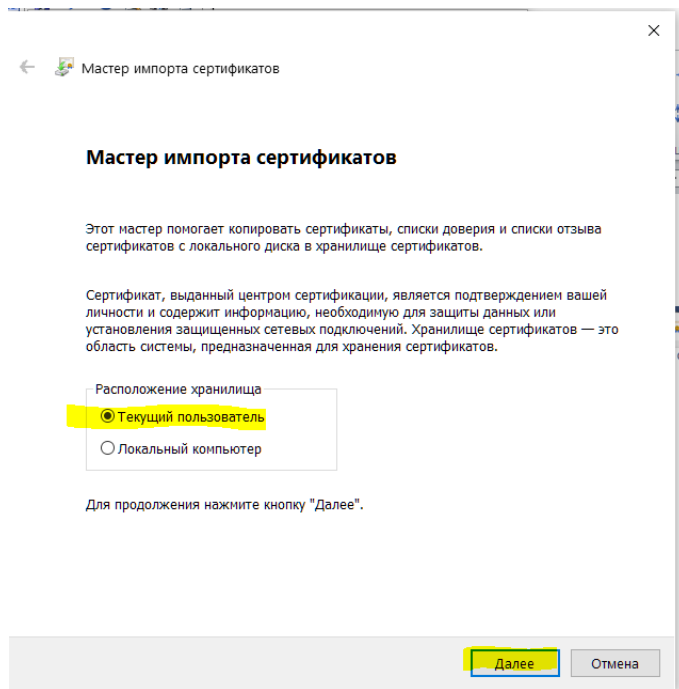 Мастер импорта сертификатов
Мастер импорта сертификатов
Этот мастер помогает копировать сертификаты, списки доверия и списки отзыва
сертификатов с локального диска в хранилище сертификатов.
Сертификат, выданный центром сертификации, является подтверждением вашей
личности и содержит информацию, необходимую для защиты данных или
установления защищенных сетевых подключений. Хранилище сертификатов — это
область системы, предназначенная для хранения сертификатов.
Расположение хранилища
Текущий пользователь
Локальный компьютер
Для продолжения нажмите кнопку "Далее".
Далее
Отмена